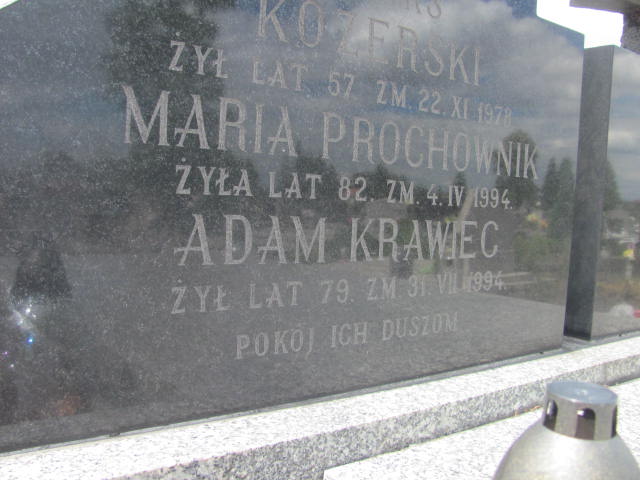 KOZERSKI
ŻYŁ LAT 57 ZM. 22. XI 1978
MARIA PROCHOWNIK
ŻYŁA LAT 82. ZM. 4. IV 1994.
ADAM KRAWIEC
ŻYŁ LAT 79. ZM 31. VII 1994.
POKÓJ ICH DUSZOM